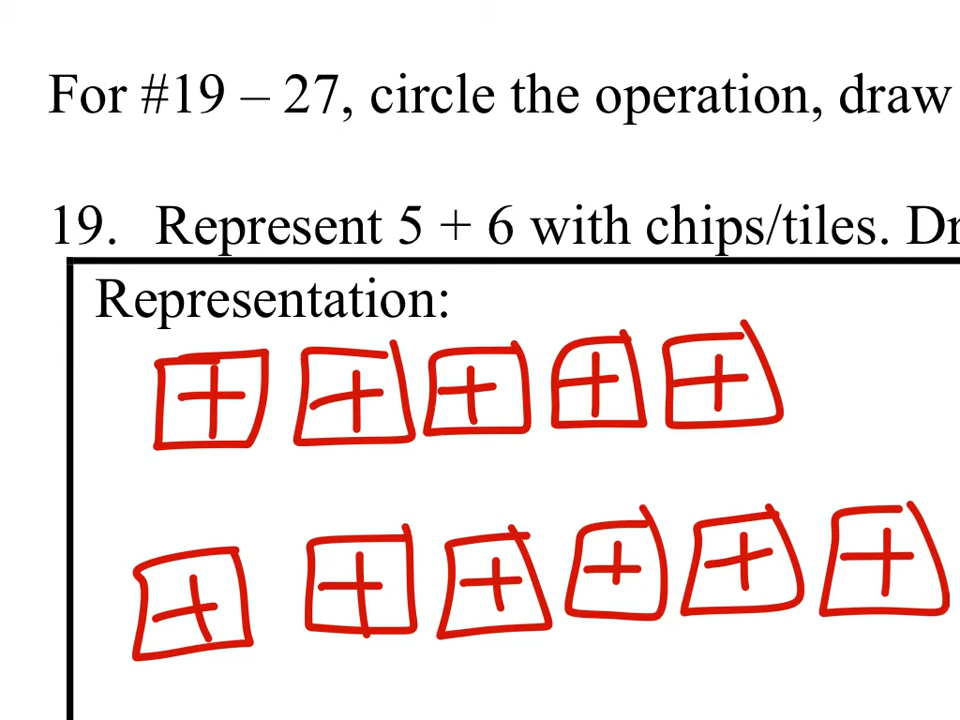 For #19 – 27, circle the operation, draw
19. Represent 5 + 6 with chips/tiles. Dr
Representation:
+ + + + +
+ + + + + +